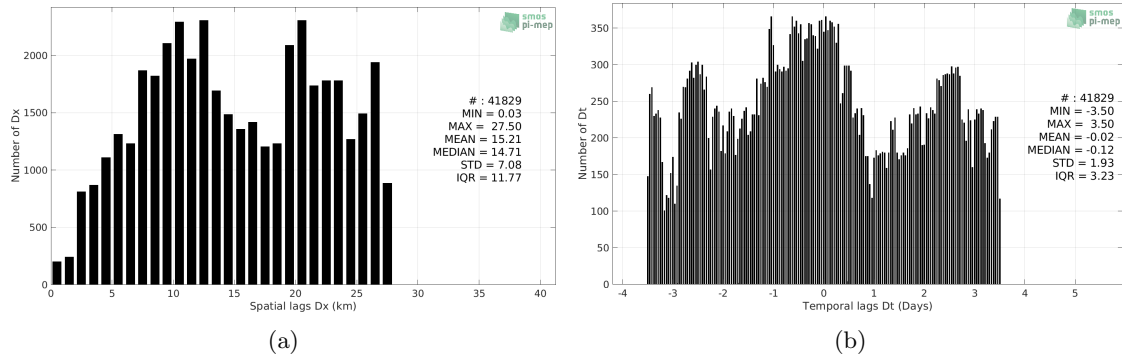 smos
pi-mep
2000
1500
1000
500
0
Number of Dx
# : 41829
MIN = 0.03
MAX = 27.50
MEAN = 15.21
MEDIAN = 14.71
STD = 7.08
IQR = 11.77
0 5 10 15 20 25 30 35 40
Spatial lags Dx (km)
(a)
smos
pi-mep
350
300
250
200
150
100
50
0
Number of Dt
# : 41829
MIN = -3.50
MAX = 3.50
MEAN = -0.02
MEDIAN = -0.12
STD = 1.93
IQR = 3.23
-4 -3 -2 -1 0 1 2 3 4 5
Temporal lags Dt (Days)
(b)